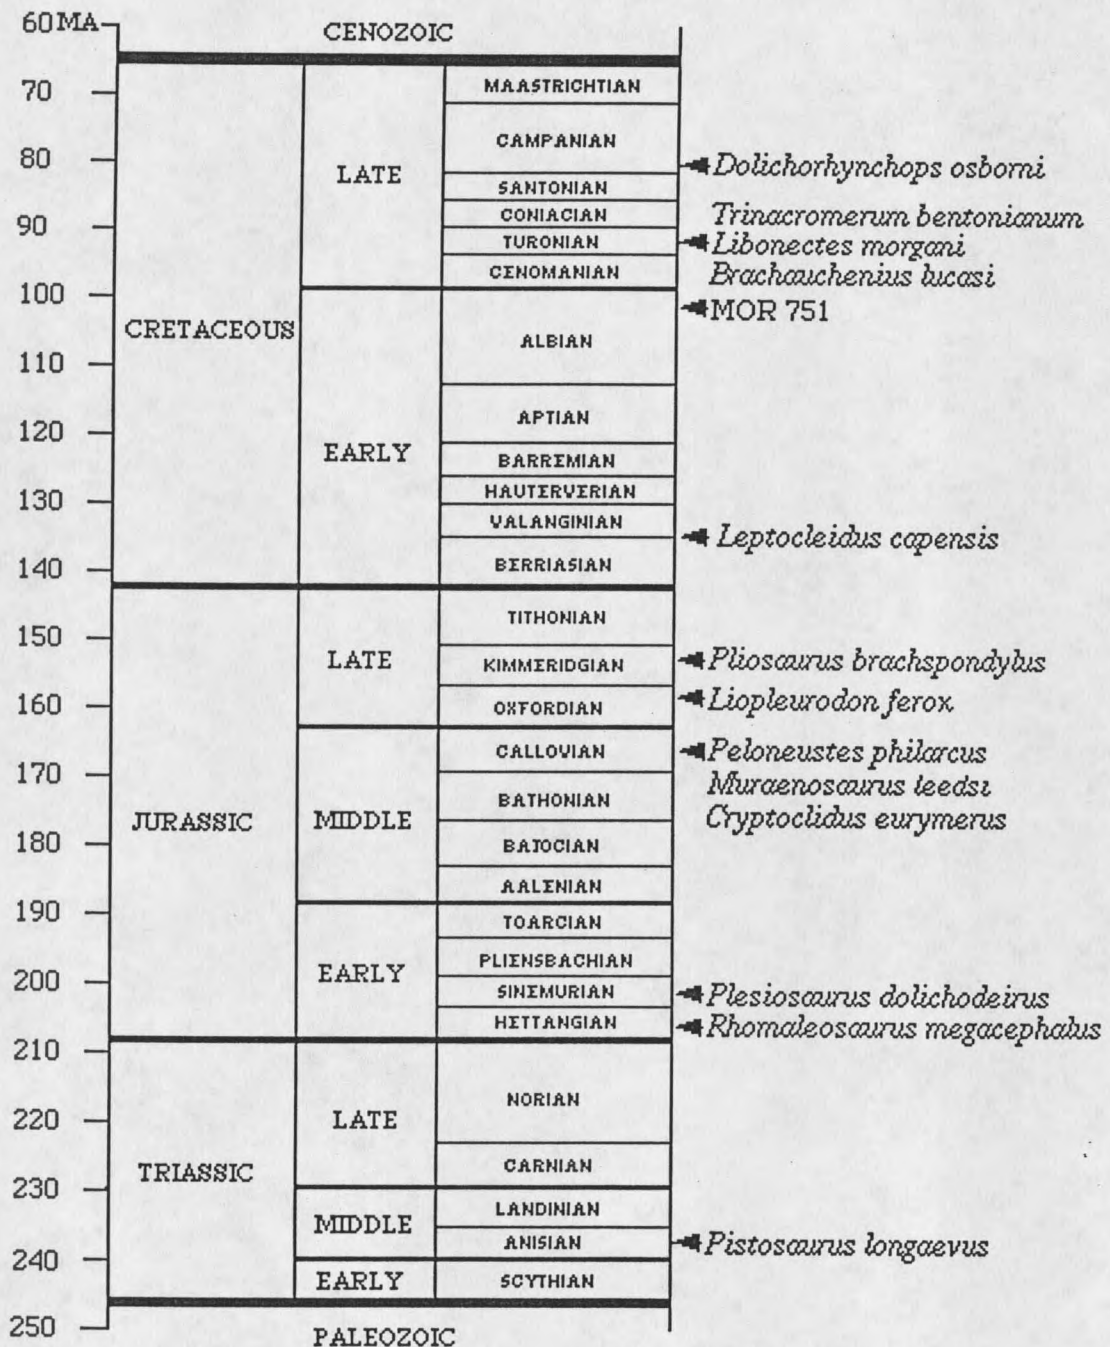 60 MA
CENOZOIC
70
MAASTRICHTIAN
CAMPANIAN
80
Dolichorhynchops osborni
LATE
SANTONIAN
CONIACIAN
Trinacromerum bentonianum
90
TURONIAN
Libonectes morgani
CENOMANIAN
Brachauchenius lucasi
100
MOR 751
CRETACEOUS
ALBIAN
110
APTIAN
120
EARLY
BARREMIAN
HAUTERVERIAN
130
VALANGINIAN
Leptocleidus capensis
BERRIASIAN
140
TITHONIAN
150
LATE
KIMMERIDGIAN
Pliosaurus brachspondylus
160
OXFORDIAN
Liopleurodon ferox
CALLOVIAN
Peloneustes philarcus
170
Muraenosaurus leedsi
BATHONIAN
JURASSIC
MIDDLE
Cryptoclidus eurymerus
180
BAJOCIAN
AALENIAN
190
TOARCIAN
PLIENSBACHIAN
EARLY
200
SINEMURIAN
Plesiosaurus dolichodeirus
HETTANGIAN
Rhomaleosaurus megacephalus
210
NORIAN
220
LATE
TRIASSIC
CARNIAN
230
LANDINIAN
MIDDLE
ANISIAN
Pistosaurus longaevus
240
EARLY
SCYTHIAN
250
PALEOZOIC